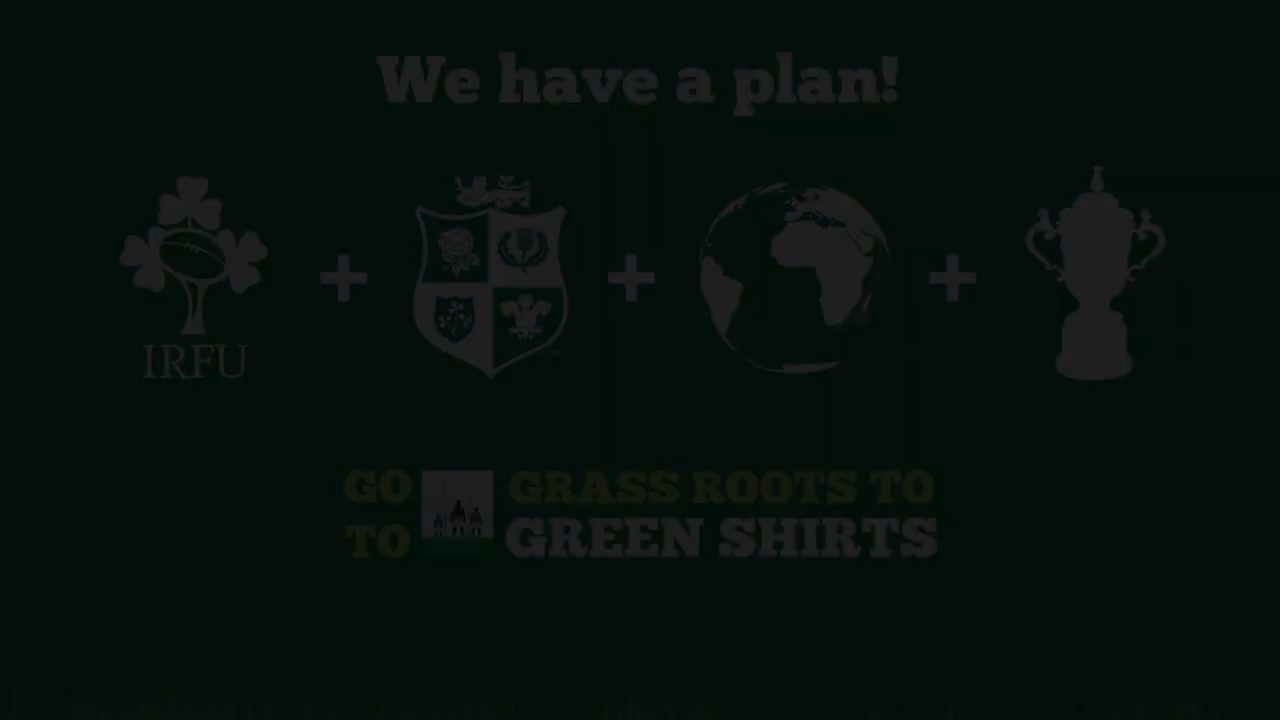 We have a plan!
IRFU
GO TO
GRASS ROOTS TO
GREEN SHIRTS